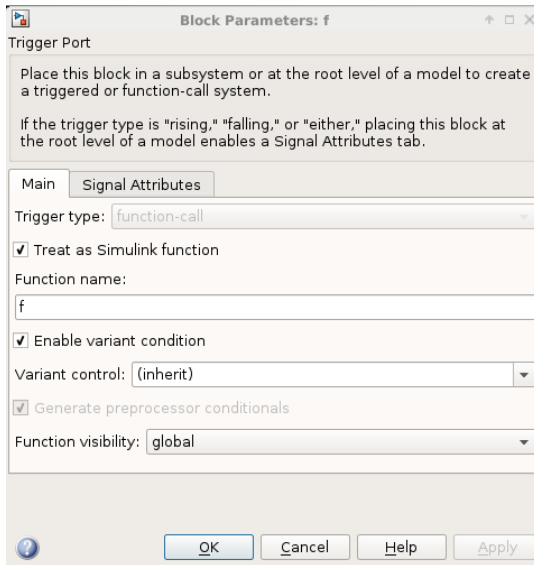 Block Parameters: f
Trigger Port
Place this block in a subsystem or at the root level of a model to create
a triggered or function-call system.
If the trigger type is "rising," "falling," or "either," placing this block at
the root level of a model enables a Signal Attributes tab.
Main Signal Attributes
Trigger type: function-call
Treat as Simulink function
Function name:
f
Enable variant condition
Variant control: (inherit)
Generate preprocessor conditionals
Function visibility: global
OK Cancel Help Apply